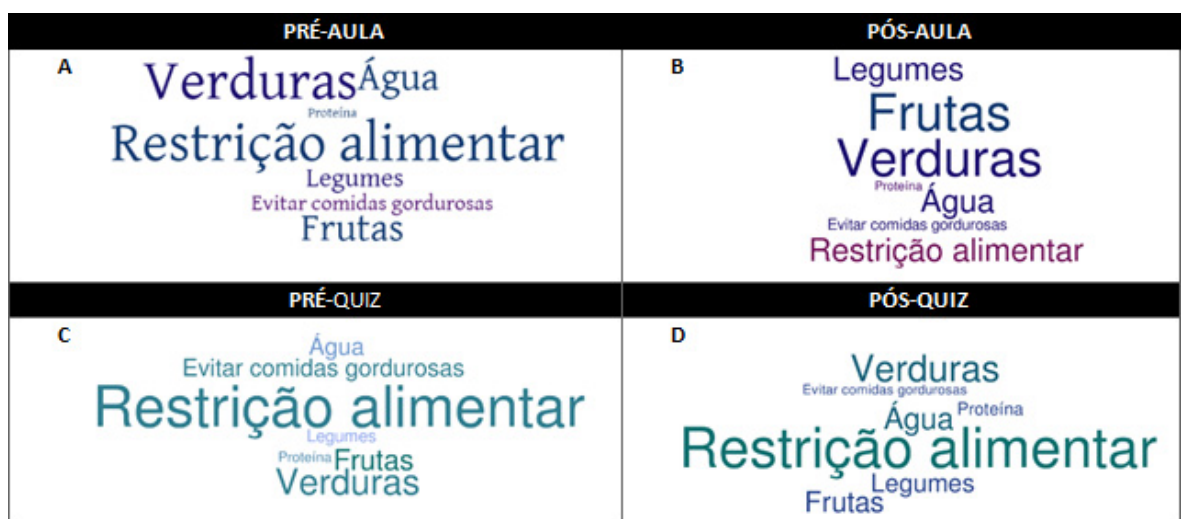 PRÉ-AULA
PÓS-AULA
A
Verduras Água
Proteína
Restrição alimentar
Legumes
Evitar comidas gordurosas
Frutas
B
Legumes
Frutas
Verduras
Proteína
Água
Evitar comidas gordurosas
Restrição alimentar
PRÉ-QUIZ
PÓS-QUIZ
C
Água
Evitar comidas gordurosas
Restrição alimentar
Legumes
Proteína Frutas
Verduras
D
Verduras
Evitar comidas gordurosas
Água Proteína
Restrição alimentar
Legumes
Frutas